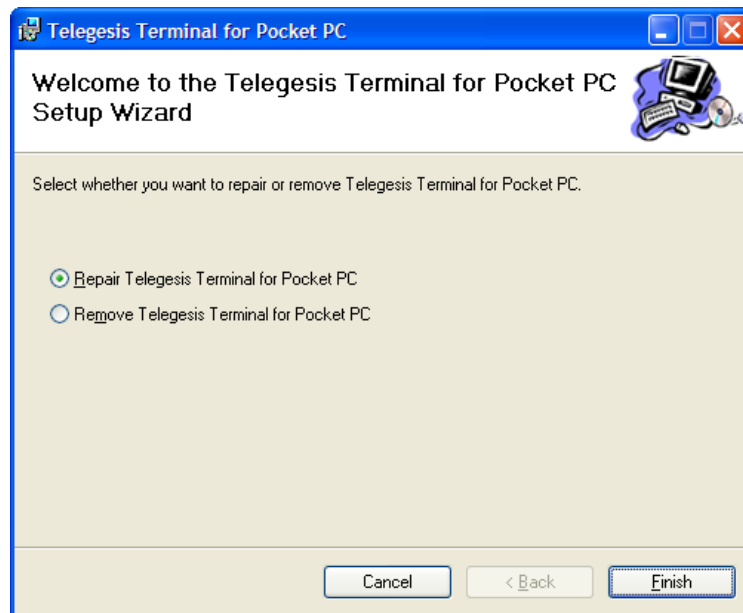 Telegesis Terminal for Pocket PC
Welcome to the Telegesis Terminal for Pocket PC
Setup Wizard
Select whether you want to repair or remove Telegesis Terminal for Pocket PC.
Repair Telegesis Terminal for Pocket PC
Remove Telegesis Terminal for Pocket PC
Cancel
< Back
Finish